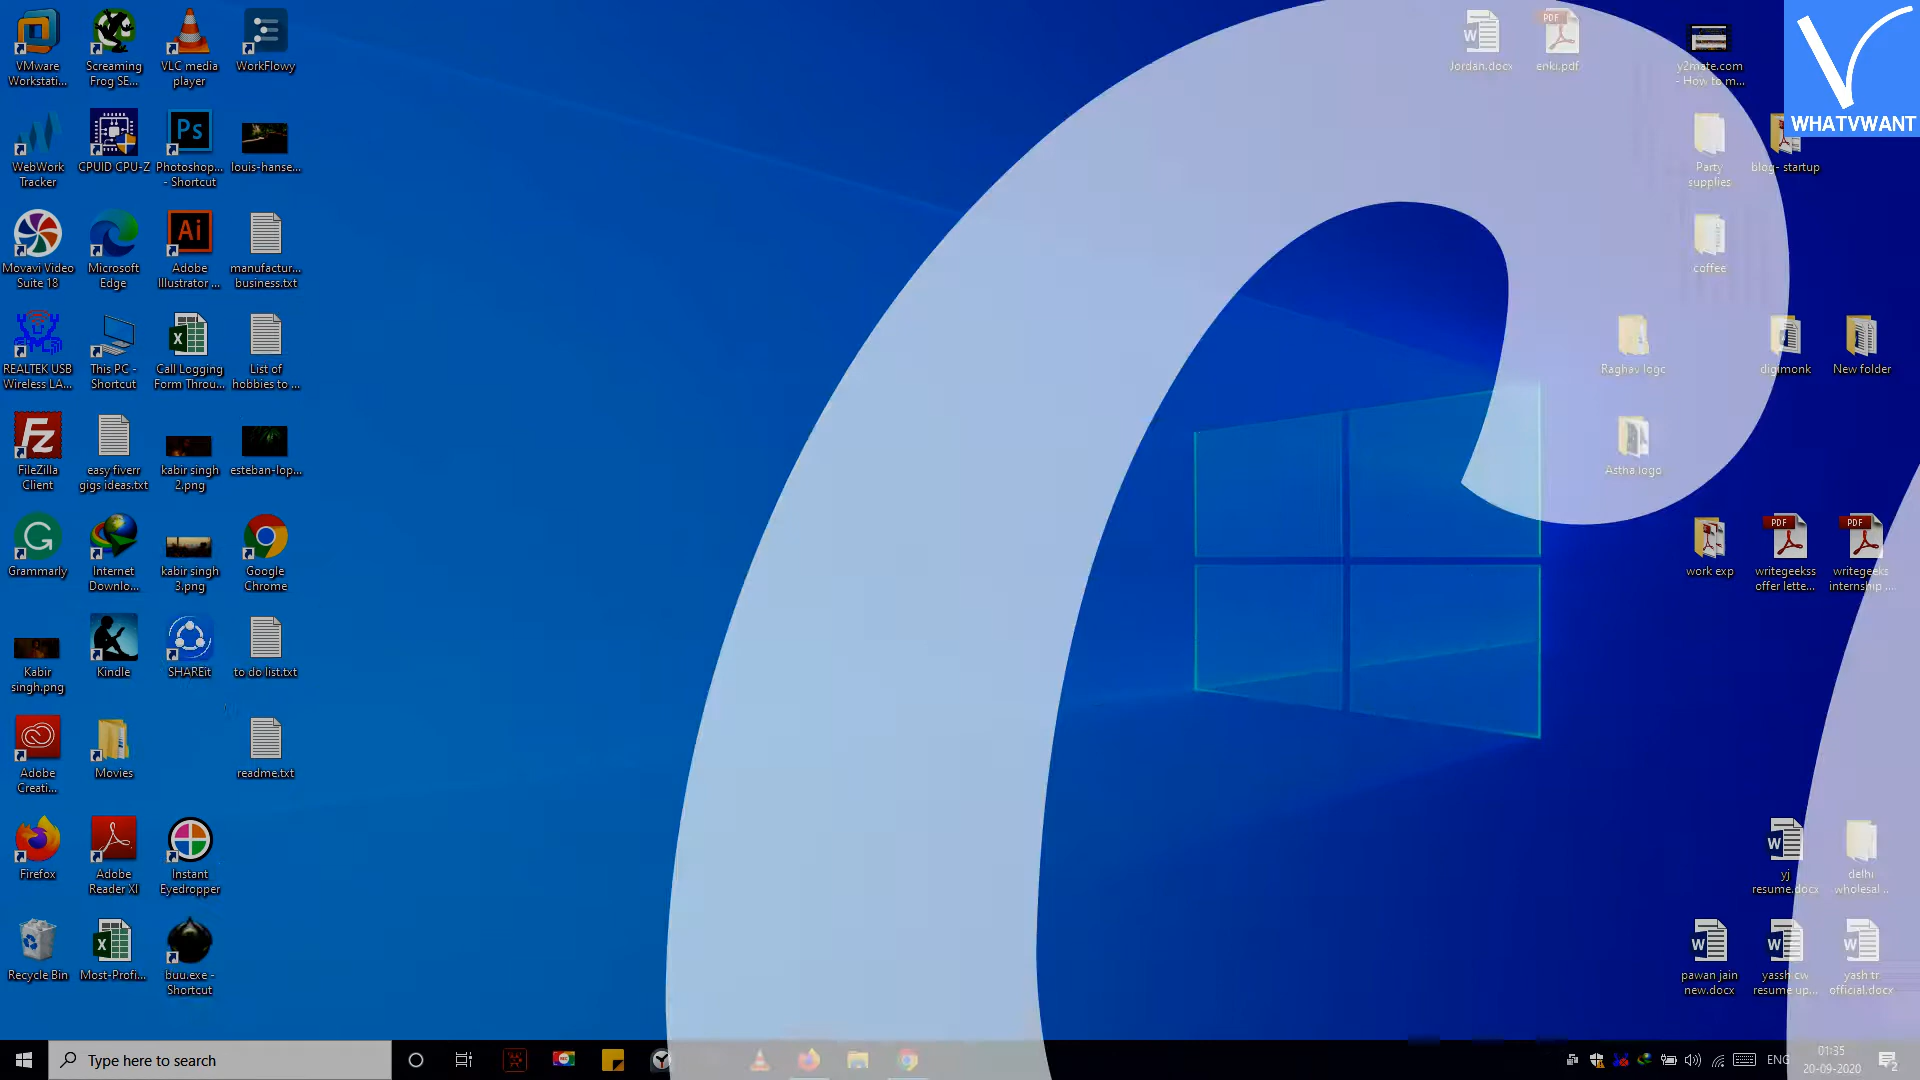 VMware
Workstati...
Screaming
Frog SE...
VLC media
player
WorkFlowy
Jordan.docx
PDF
enki.pdf
y2mate.com
- How to m...
WHATVWANT
WebWork
Tracker
CPUID CPU-Z
Ps
Photoshop...
- Shortcut
louis-hanse...
Party
supplies
blog- startup
Movavi Video
Suite 18
Microsoft
Edge
Ai
Adobe
Illustrator ...
manufactur...
business.txt
coffee
REALTEK USB
Wireless LA...
This PC -
Shortcut
Call Logging
Form Throu...
List of
hobbies to ...
Raghav logo
digimonk
New folder
Fz
FileZilla
Client
easy fiverr
gigs ideas.txt
kabir singh
2.png
esteban-lop...
Astha logo
Grammarly
Internet
Downlo...
kabir singh
3.png
Google
Chrome
work exp
PDF
writegeekss
offer lette...
PDF
writegeeks
internship ...
Kabir
singh.png
Kindle
SHAREit
to do list.txt
Adobe
Creati...
Movies
readme.txt
Firefox
Adobe
Reader XI
Instant
Eyedropper
yj
resume.docx
delhi
wholesal...
Recycle Bin
Most-Profi...
buu.exe -
Shortcut
pawan jain
new.docx
yassh cw
resume up...
yash tr
official.docx
Type here to search
ENG
01:35
20-09-2020
2